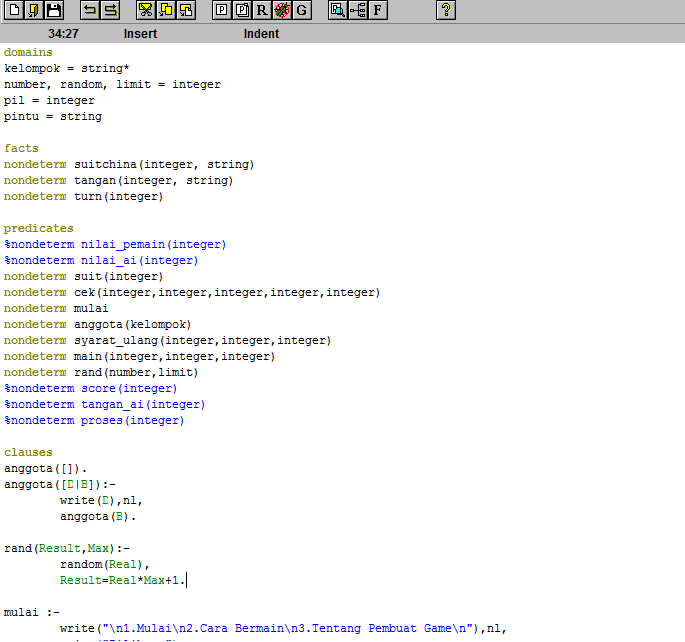 P P R G F ?
34:27 Insert Indent
domains
kelompok = string*
number, random, limit = integer
pil = integer
pintu = string
facts
nondeterm suitchina(integer, string)
nondeterm tangan(integer, string)
nondeterm turn(integer)
predicates
%nondeterm nilai_pemain(integer)
%nondeterm nilai_ai(integer)
nondeterm suit(integer)
nondeterm cek(integer,integer,integer,integer,integer)
nondeterm mulai
nondeterm anggota(kelompok)
nondeterm syarat_ulang(integer,integer,integer)
nondeterm main(integer,integer,integer)
nondeterm rand(number,limit)
%nondeterm score(integer)
%nondeterm tangan_ai(integer)
%nondeterm proses(integer)
clauses
anggota([]).
anggota([D|B]):-
write(D),nl,
anggota(B).
rand(Result,Max):-
random(Real),
Result=Real*Max+1.
mulai :-
write("\n1.Mulai\n2.Cara Bermain\n3.Tentang Pembuat Game\n"),nl,